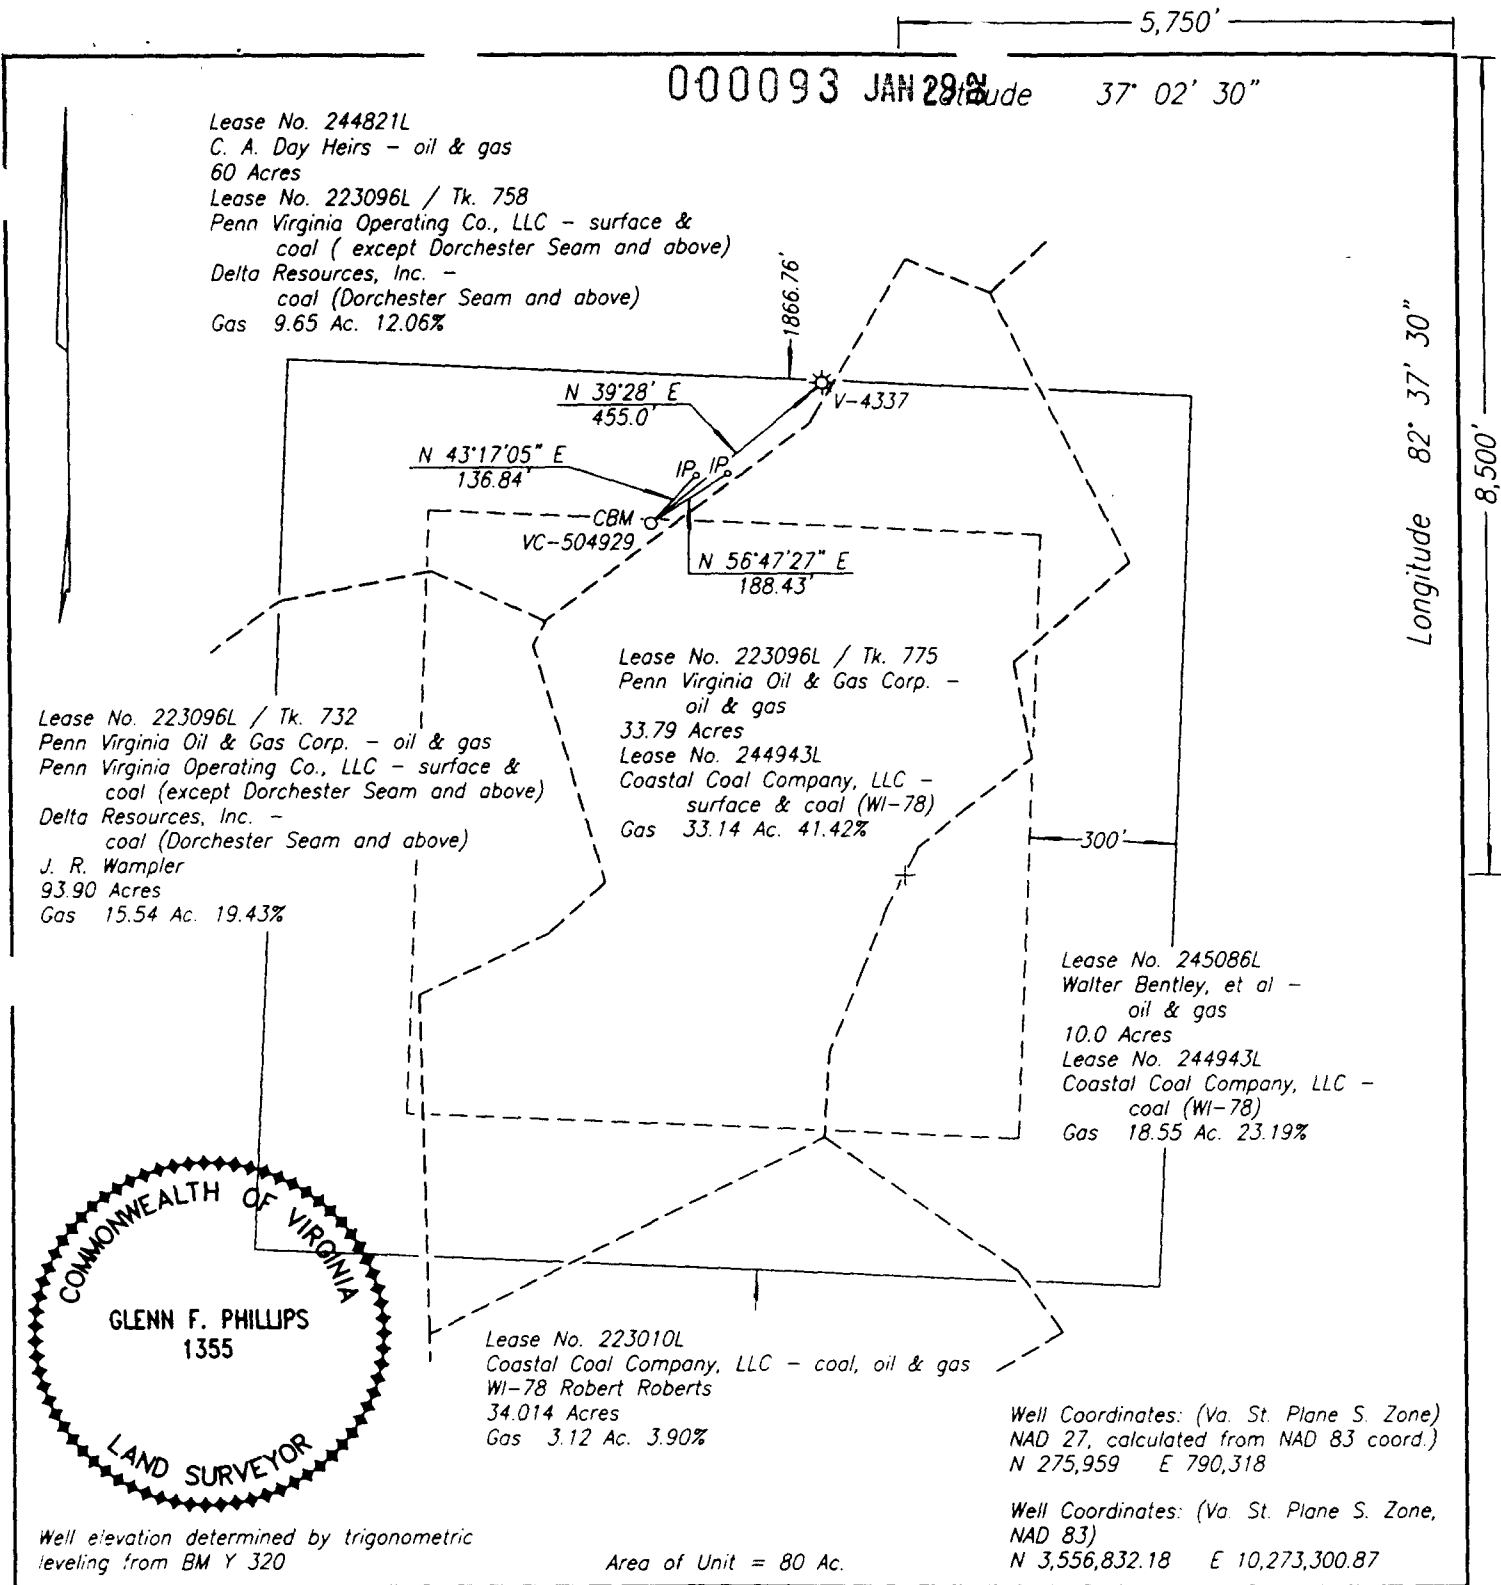 5,750'
000093 JAN 29
Latitude 37° 02' 30"
Lease No. 244821L
C. A. Day Heirs – oil & gas
60 Acres
Lease No. 223096L / Tk. 758
Penn Virginia Operating Co., LLC – surface &
coal ( except Dorchester Seam and above)
Delta Resources, Inc. –
coal (Dorchester Seam and above)
Gas 9.65 Ac. 12.06%
1866.76'
Longitude 82° 37' 30"
8,500'
N 39°28' E
455.0'
V-4337
N 43°17'05" E
136.84'
IP
IP
CBM
VC-504929
N 56°47'27" E
188.43'
Lease No. 223096L / Tk. 775
Penn Virginia Oil & Gas Corp. –
oil & gas
33.79 Acres
Lease No. 244943L
Coastal Coal Company, LLC –
surface & coal (WI-78)
Gas 33.14 Ac. 41.42%
Lease No. 223096L / Tk. 732
Penn Virginia Oil & Gas Corp. – oil & gas
Penn Virginia Operating Co., LLC – surface &
coal (except Dorchester Seam and above)
Delta Resources, Inc. –
coal (Dorchester Seam and above)
J. R. Wampler
93.90 Acres
Gas 15.54 Ac. 19.43%
300'
Lease No. 245086L
Walter Bentley, et al –
oil & gas
10.0 Acres
Lease No. 244943L
Coastal Coal Company, LLC –
coal (WI-78)
Gas 18.55 Ac. 23.19%
COMMONWEALTH OF VIRGINIA
GLENN F. PHILLIPS
1355
LAND SURVEYOR
Lease No. 223010L
Coastal Coal Company, LLC – coal, oil & gas
WI-78 Robert Roberts
34.014 Acres
Gas 3.12 Ac. 3.90%
Well Coordinates: (Va. St. Plane S. Zone)
NAD 27, calculated from NAD 83 coord.)
N 275,959 E 790,318
Well Coordinates: (Va. St. Plane S. Zone,
NAD 83)
N 3,556,832.18 E 10,273,300.87
Well elevation determined by trigonometric
leveling from BM Y 320
Area of Unit = 80 Ac.